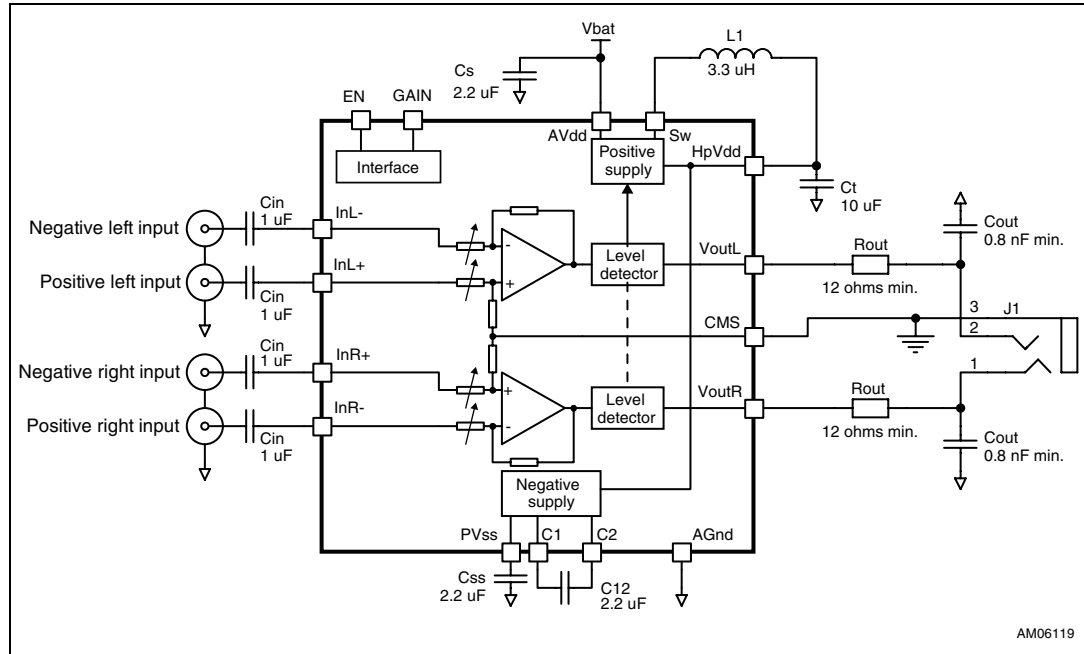 Vbat
L1
3.3 uH
Cs
2.2 uF
EN
GAIN
AVdd
Sw
HpVdd
Interface
Positive
supply
Ct
10 uF
Cin
1 uF
InL-
Negative left input
-
Cout
0.8 nF min.
Level
detector
VoutL
Rout
12 ohms min.
InL+
Positive left input
+
Cin
1 uF
CMS
3
J1
2
Cin
1 uF
InR+
Negative right input
+
1
InR-
Positive right input
-
Level
detector
VoutR
Rout
12 ohms min.
Cin
1 uF
Cout
0.8 nF min.
Negative
supply
PVss
C1
C2
AGnd
Css
2.2 uF
C12
2.2 uF
AM06119